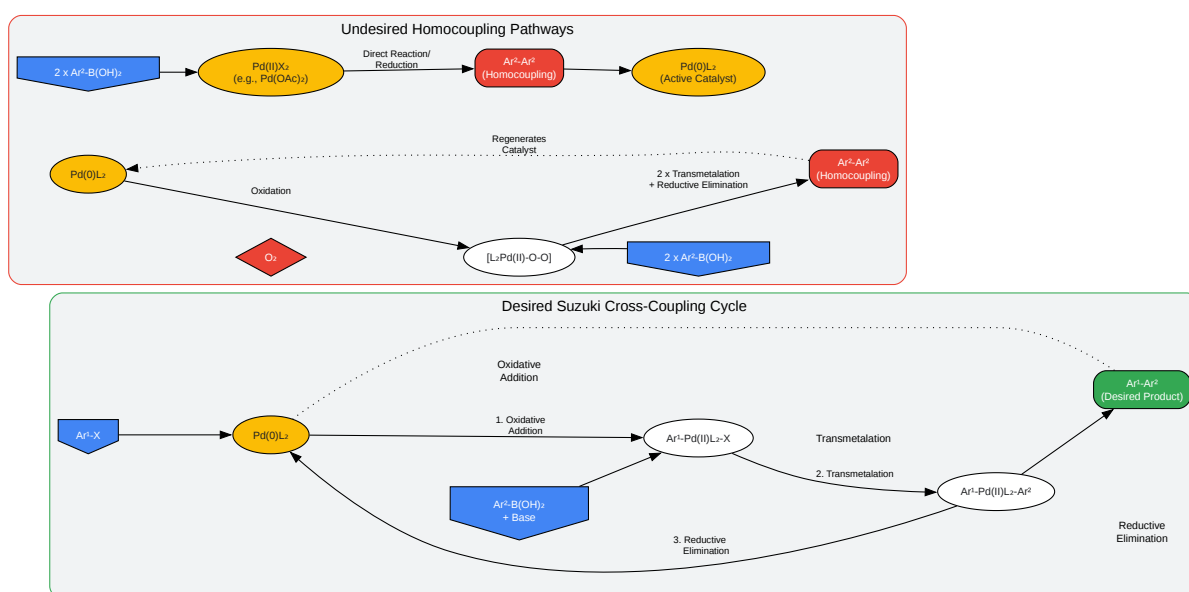 Undesired Homocoupling Pathways
2 x Ar²-B(OH)₂
Pd(II)X₂
(e.g., Pd(OAc)₂)
Direct Reaction/
Reduction
Ar²-Ar²
(Homocoupling)
Pd(0)L₂
(Active Catalyst)
Regenerates
Catalyst
Pd(0)L₂
Oxidation
2 x Transmetalation
+ Reductive Elimination
Ar²-Ar²
(Homocoupling)
O₂
[L₂Pd(II)-O-O]
2 x Ar²-B(OH)₂
Desired Suzuki Cross-Coupling Cycle
Oxidative
Addition
Ar¹-Ar²
(Desired Product)
Ar¹-X
Pd(0)L₂
1. Oxidative
Addition
Ar¹-Pd(II)L₂-X
Transmetalation
2. Transmetalation
Ar²-B(OH)₂
+ Base
Ar¹-Pd(II)L₂-Ar²
3. Reductive
Elimination
Reductive
Elimination